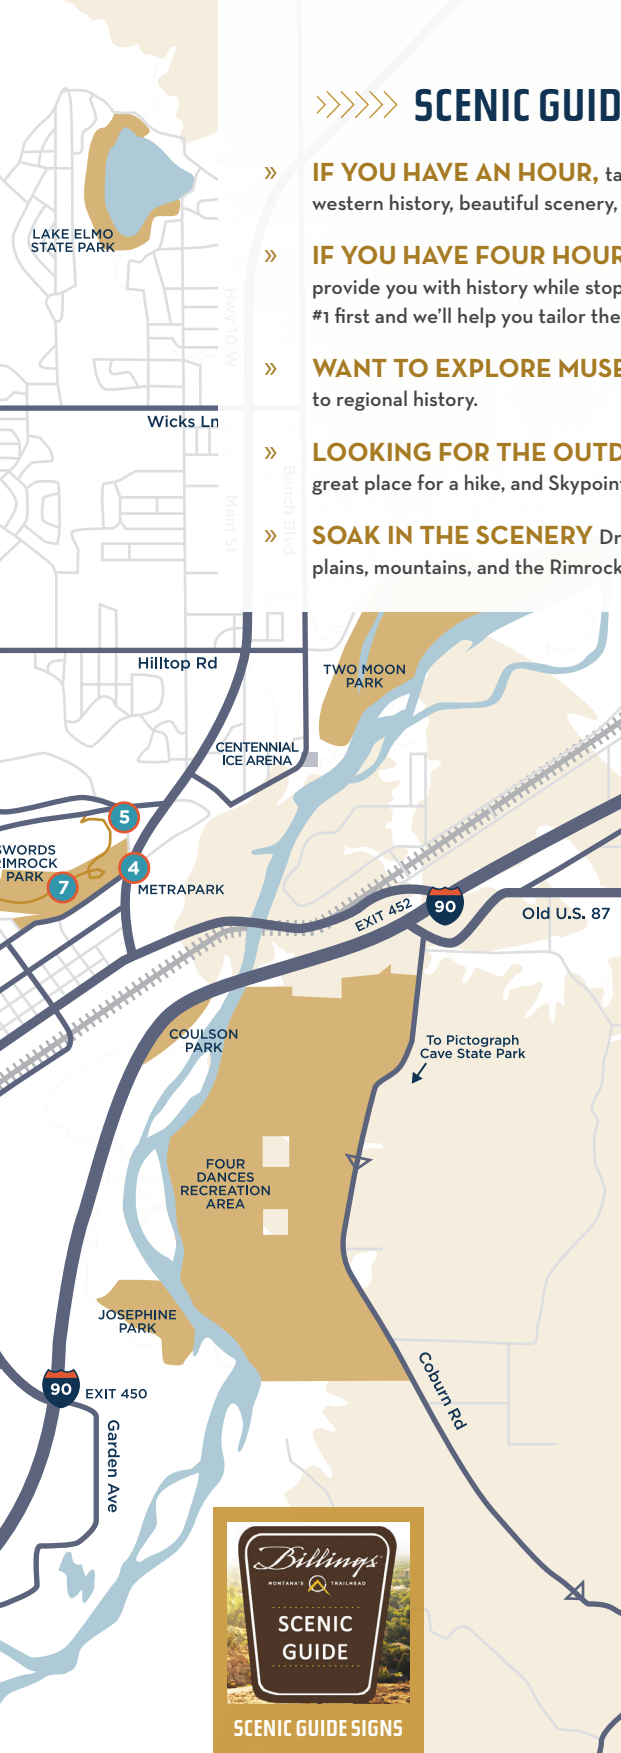 »»»» SCENIC GUID
» IF YOU HAVE AN HOUR, ta
western history, beautiful scenery,
» IF YOU HAVE FOUR HOUR
provide you with history while stop
#1 first and we'll help you tailor the
» WANT TO EXPLORE MUSE
to regional history.
» LOOKING FOR THE OUTD
great place for a hike, and Skypoin
» SOAK IN THE SCENERY Dr
plains, mountains, and the Rimrock
LAKE ELMO
STATE PARK
Hwy 10 W
Wicks Ln
Main St
Bench Blvd
Hilltop Rd
TWO MOON
PARK
CENTENNIAL
ICE ARENA
5
SWORDS
RIMROCK
PARK
4
7
METRAPARK
EXIT 452
90
Old U.S. 87
COULSON
PARK
To Pictograph
Cave State Park
FOUR
DANCES
RECREATION
AREA
JOSEPHINE
PARK
90
EXIT 450
Coburn Rd
Garden Ave
Billings
MONTANA'S TRAILHEAD
SCENIC
GUIDE
SCENIC GUIDE SIGNS